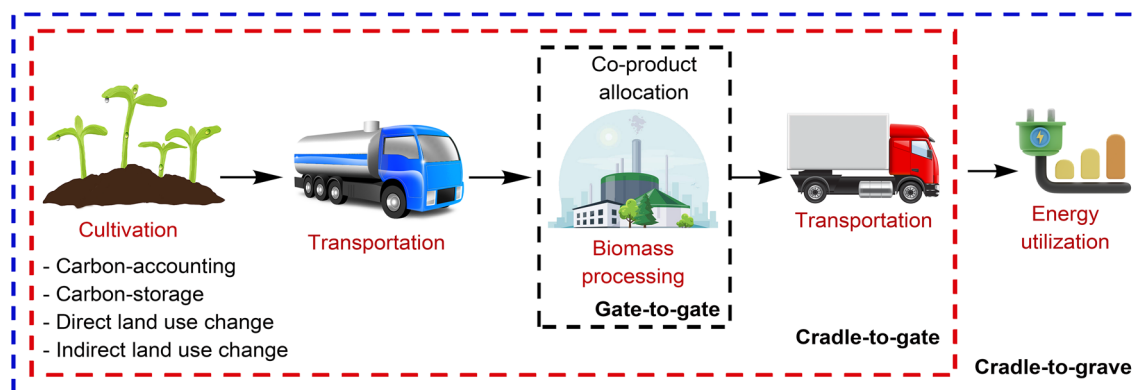 Co-product
allocation
Cultivation
Transportation
Biomass
processing
Transportation
Energy
utilization
- Carbon-accounting
- Carbon-storage
- Direct land use change
- Indirect land use change
Gate-to-gate
Cradle-to-gate
Cradle-to-grave